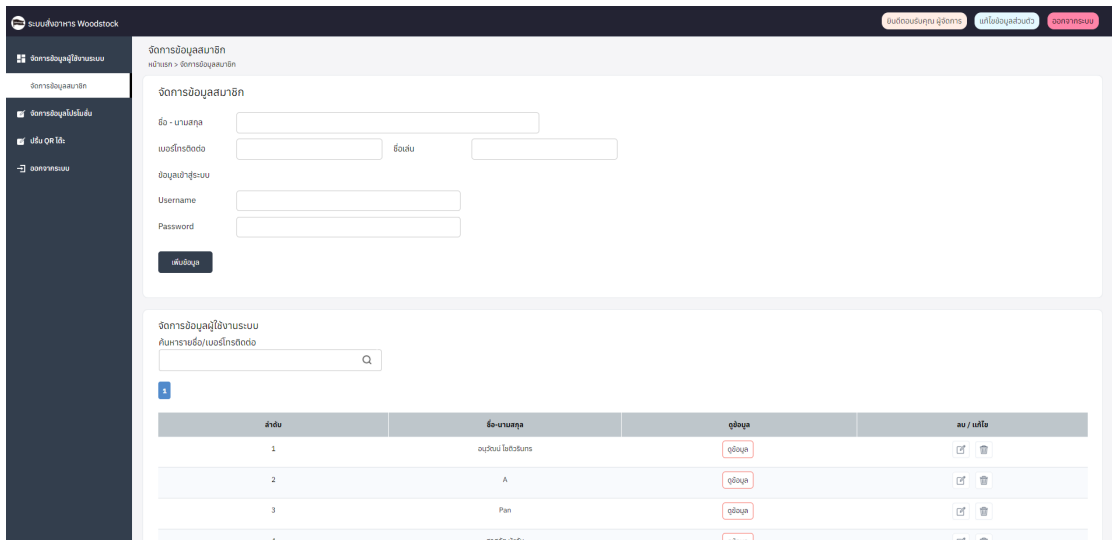 ระบบสั่งอาหาร Woodstock
ยินดีตอนรับคุณ ผู้จัดการ
แก้ไขข้อมูลส่วนตัว
ออกจากระบบ
จัดการข้อมูลผู้ใช้งานระบบ
จัดการข้อมูลสมาชิก
จัดการข้อมูลโปรโมชั่น
ปริ้น QR โต๊ะ
ออกจากระบบ
จัดการข้อมูลสมาชิก
หน้าแรก > จัดการข้อมูลสมาชิก
จัดการข้อมูลสมาชิก
ชื่อ - นามสกุล
เบอร์โทรติดต่อ
ชื่อเล่น
ข้อมูลเข้าสู่ระบบ
Username
Password
เพิ่มข้อมูล
จัดการข้อมูลผู้ใช้งานระบบ
ค้นหารายชื่อ/เบอร์โทรติดต่อ
1
ลำดับ ชื่อ-นามสกุล ดูข้อมูล ลบ / แก้ไข
1 อนุวัฒน์ โชติวรินทร ดูข้อมูล
2 A ดูข้อมูล
3 Pan ดูข้อมูล